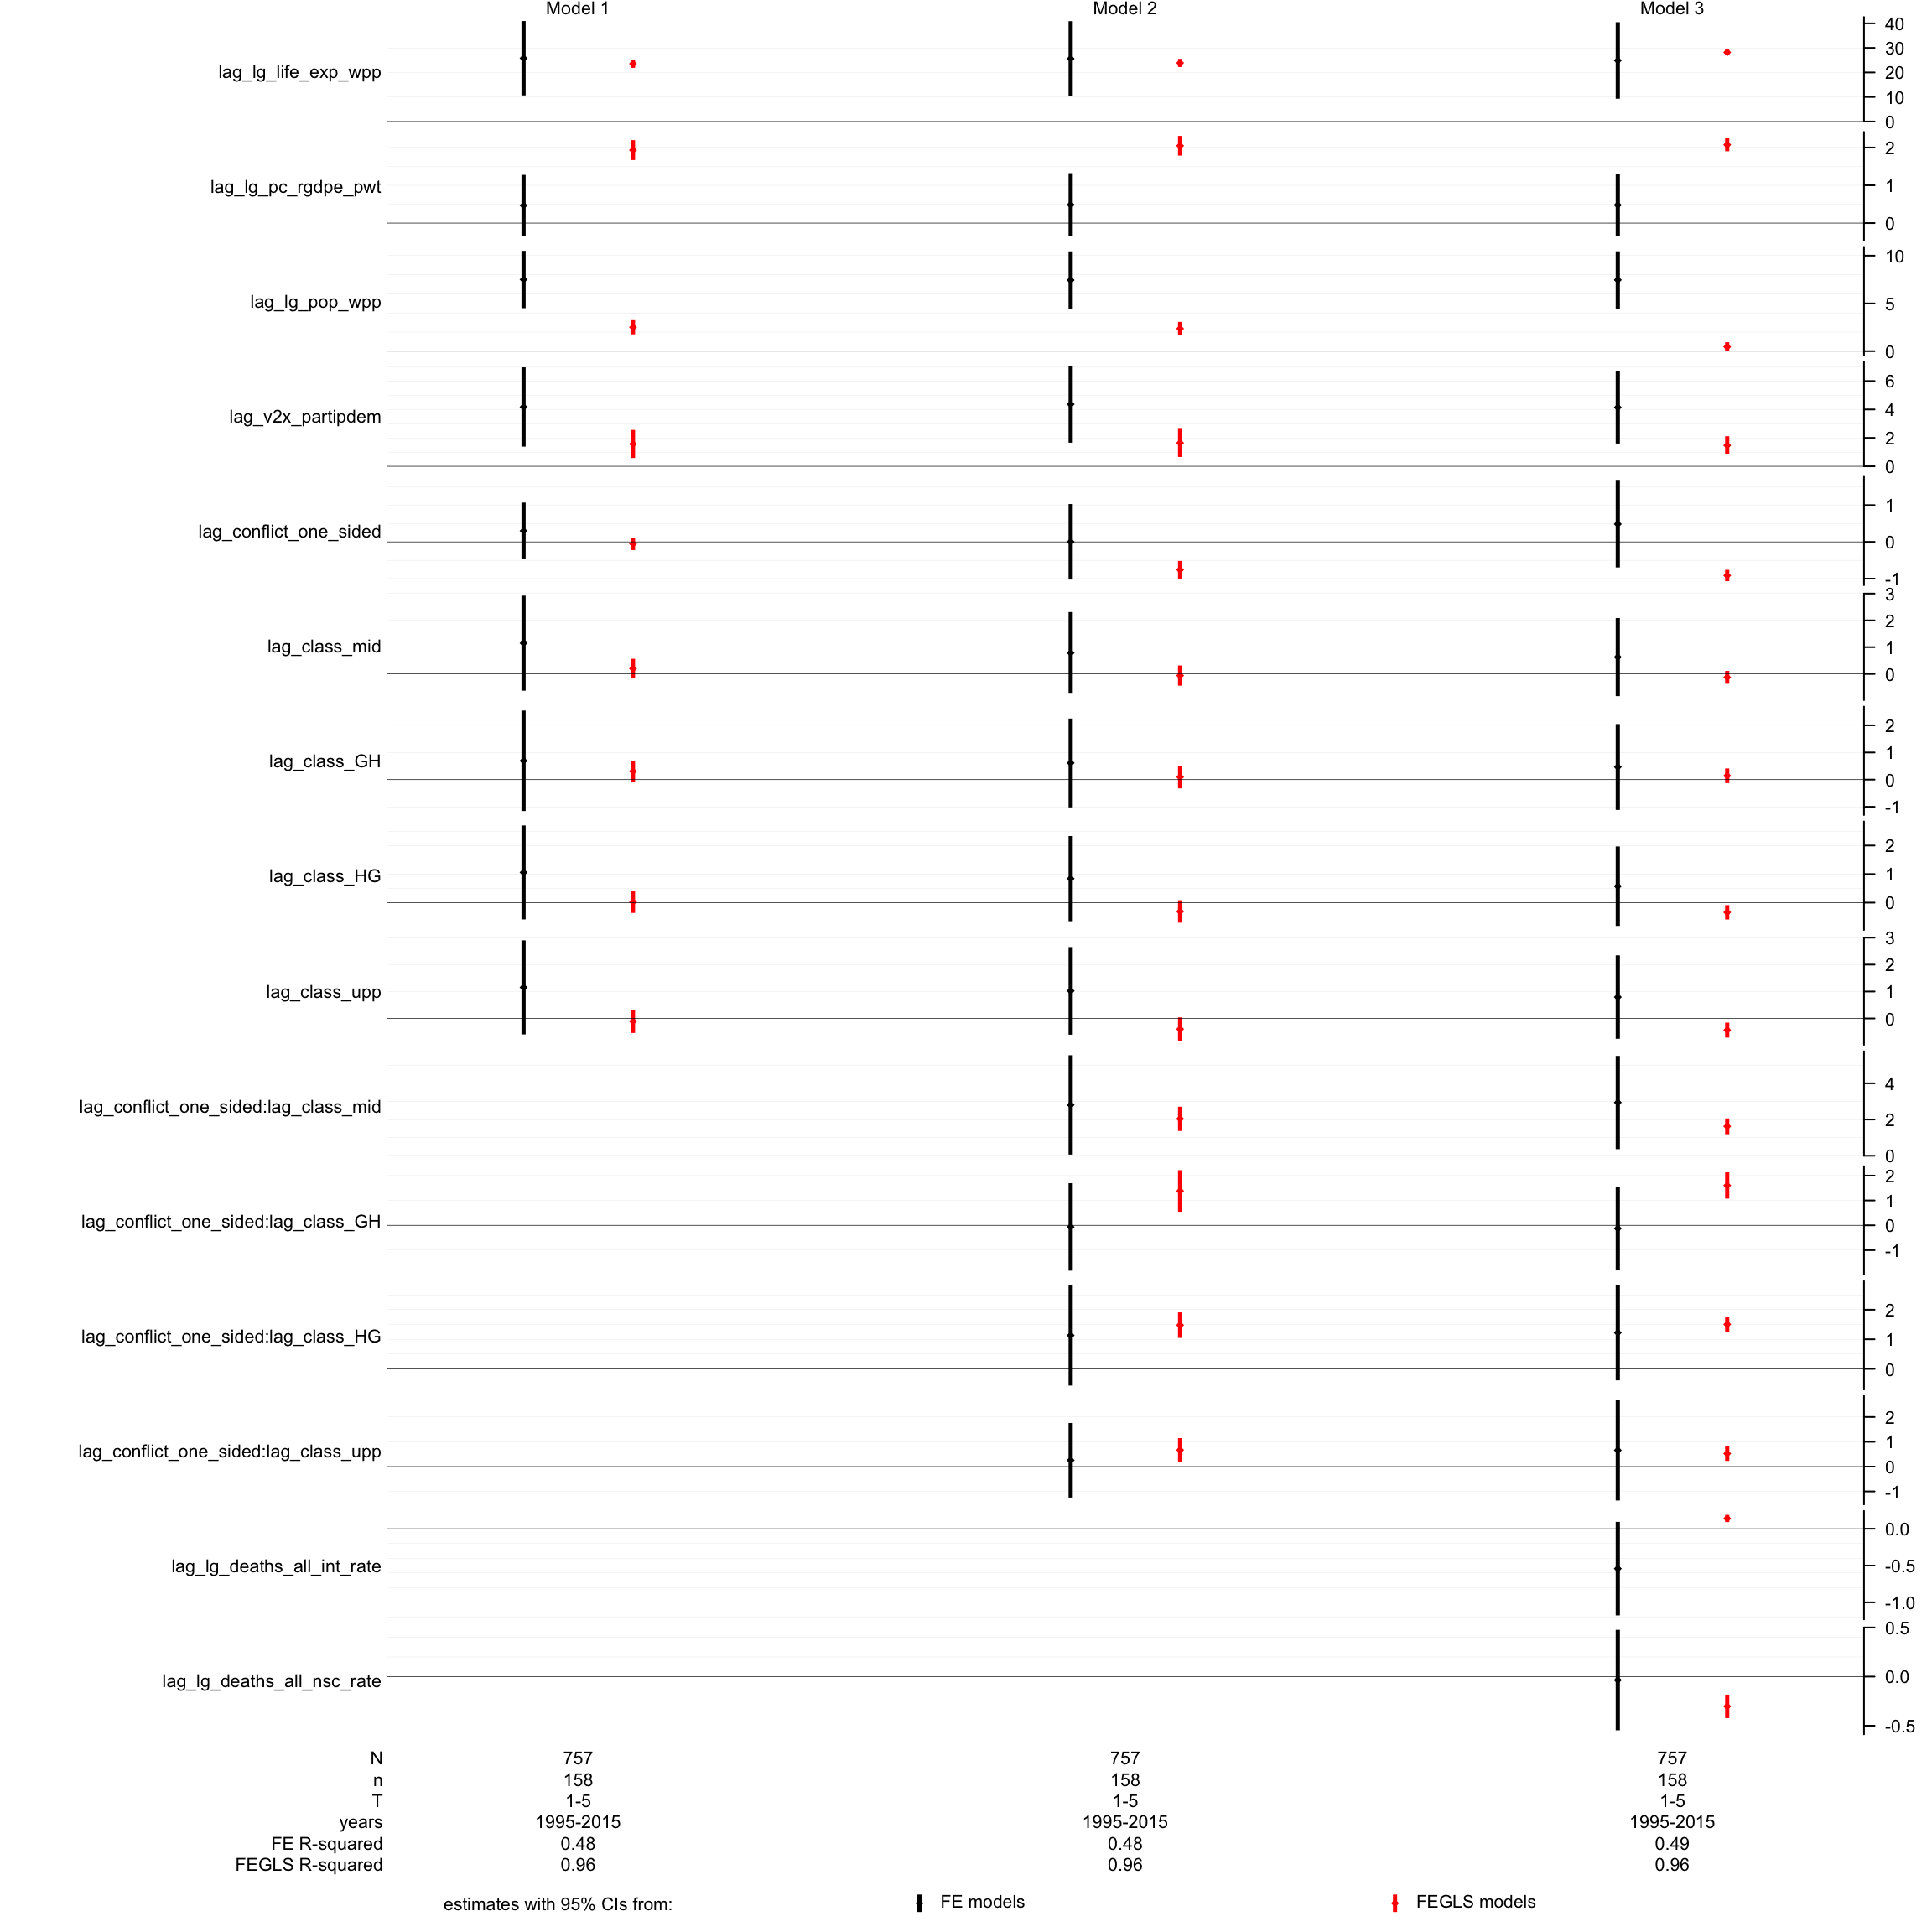 Model 1 Model 2 Model 3
lag_lg_life_exp_wpp
40
30
20
10
0
lag_lg_pc_rgdpe_pwt
2
1
0
lag_lg_pop_wpp
10
5
0
lag_v2x_partipdem
6
4
2
0
lag_conflict_one_sided
1
0
-1
lag_class_mid
3
2
1
0
lag_class_GH
2
1
0
-1
lag_class_HG
2
1
0
lag_class_upp
3
2
1
0
lag_conflict_one_sided:lag_class_mid
4
2
0
lag_conflict_one_sided:lag_class_GH
2
1
0
-1
lag_conflict_one_sided:lag_class_HG
2
1
0
lag_conflict_one_sided:lag_class_upp
2
1
0
-1
lag_lg_deaths_all_int_rate
0.0
-0.5
-1.0
lag_lg_deaths_all_nsc_rate
0.5
0.0
-0.5
N 757 757 757
n 158 158 158
T 1-5 1-5 1-5
years 1995-2015 1995-2015 1995-2015
FE R-squared 0.48 0.48 0.49
FEGLS R-squared 0.96 0.96 0.96
estimates with 95% CIs from: FE models FEGLS models